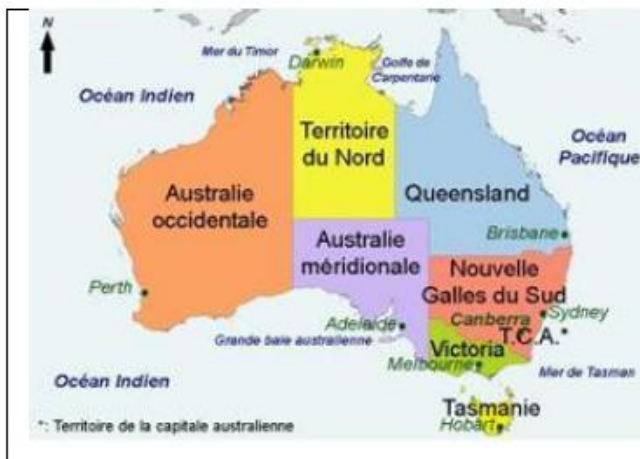 N
Mer du Timor
Darwin
Golfe de
Carpentarie
Océan Indien
Territoire
du Nord
Océan
Pacifique
Australie
occidentale
Queensland
Australie
méridionale
Brisbane
Nouvelle
Galles du Sud
Perth
Canberra
Sydney
Adelaide
T.C.A.*
Grande baie australienne
Victoria
Melbourne
Mer de Tasman
Océan Indien
Tasmanie
Hobart
*: Territoire de la capitale australienne